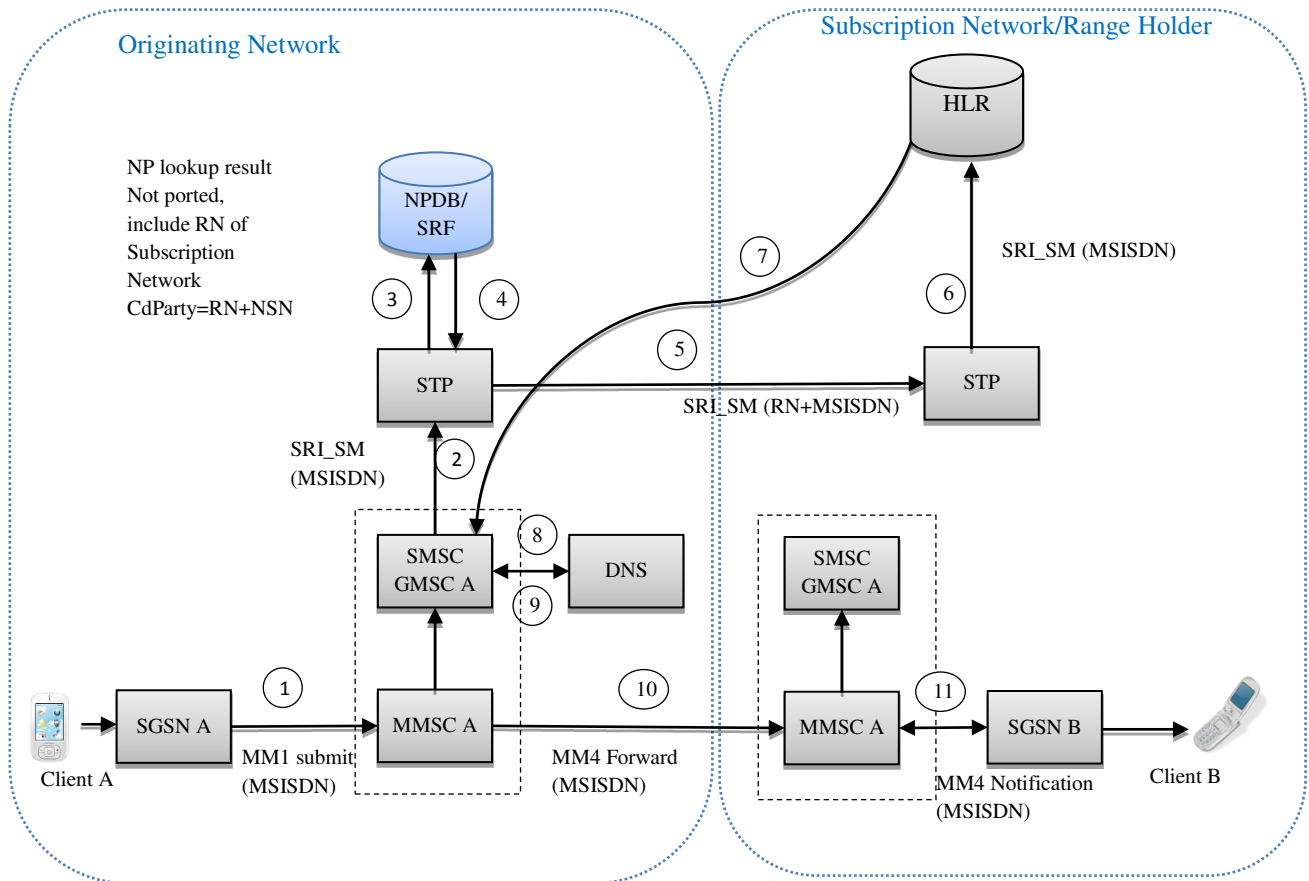 Originating Network
Subscription Network/Range Holder
HLR
NP lookup result
Not ported,
include RN of
Subscription
Network
CdParty=RN+NSN
NPDB/
SRF
7
SRI_SM (MSISDN)
3
4
6
5
STP
STP
SRI_SM (RN+MSISDN)
SRI_SM
(MSISDN)
2
SMSC
GMSC A
8
9
DNS
SMSC
GMSC A
1
10
11
SGSN A
MMSC A
MMSC A
SGSN B
Client A
MM1 submit
(MSISDN)
MM4 Forward
(MSISDN)
MM4 Notification
(MSISDN)
Client B